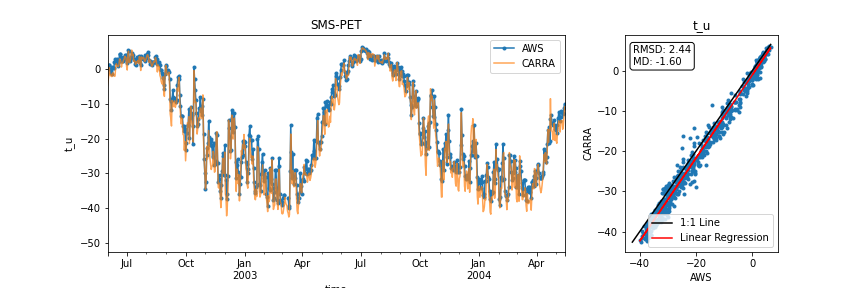 SMS-PET
t_u
0
−10
−20
−30
−40
−50
AWS
CARRA
Jul
Oct
Jan
2003
Apr
Jul
Oct
Jan
2004
Apr
time
t_u
CARRA
0
−10
−20
−30
−40
RMSD: 2.44
MD: -1.60
1:1 Line
Linear Regression
−40
−20
0
AWS